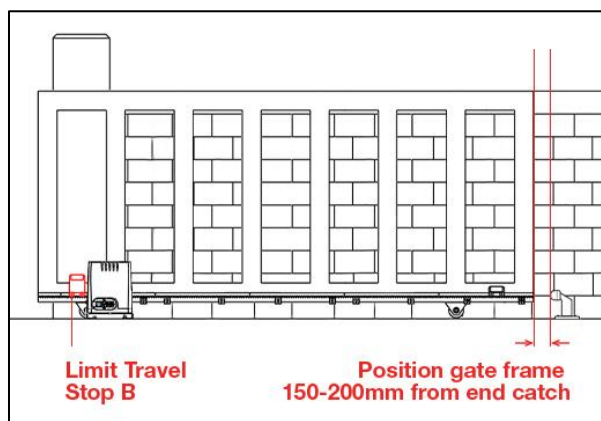 Limit Travel
Stop B
Position gate frame
150-200mm from end catch